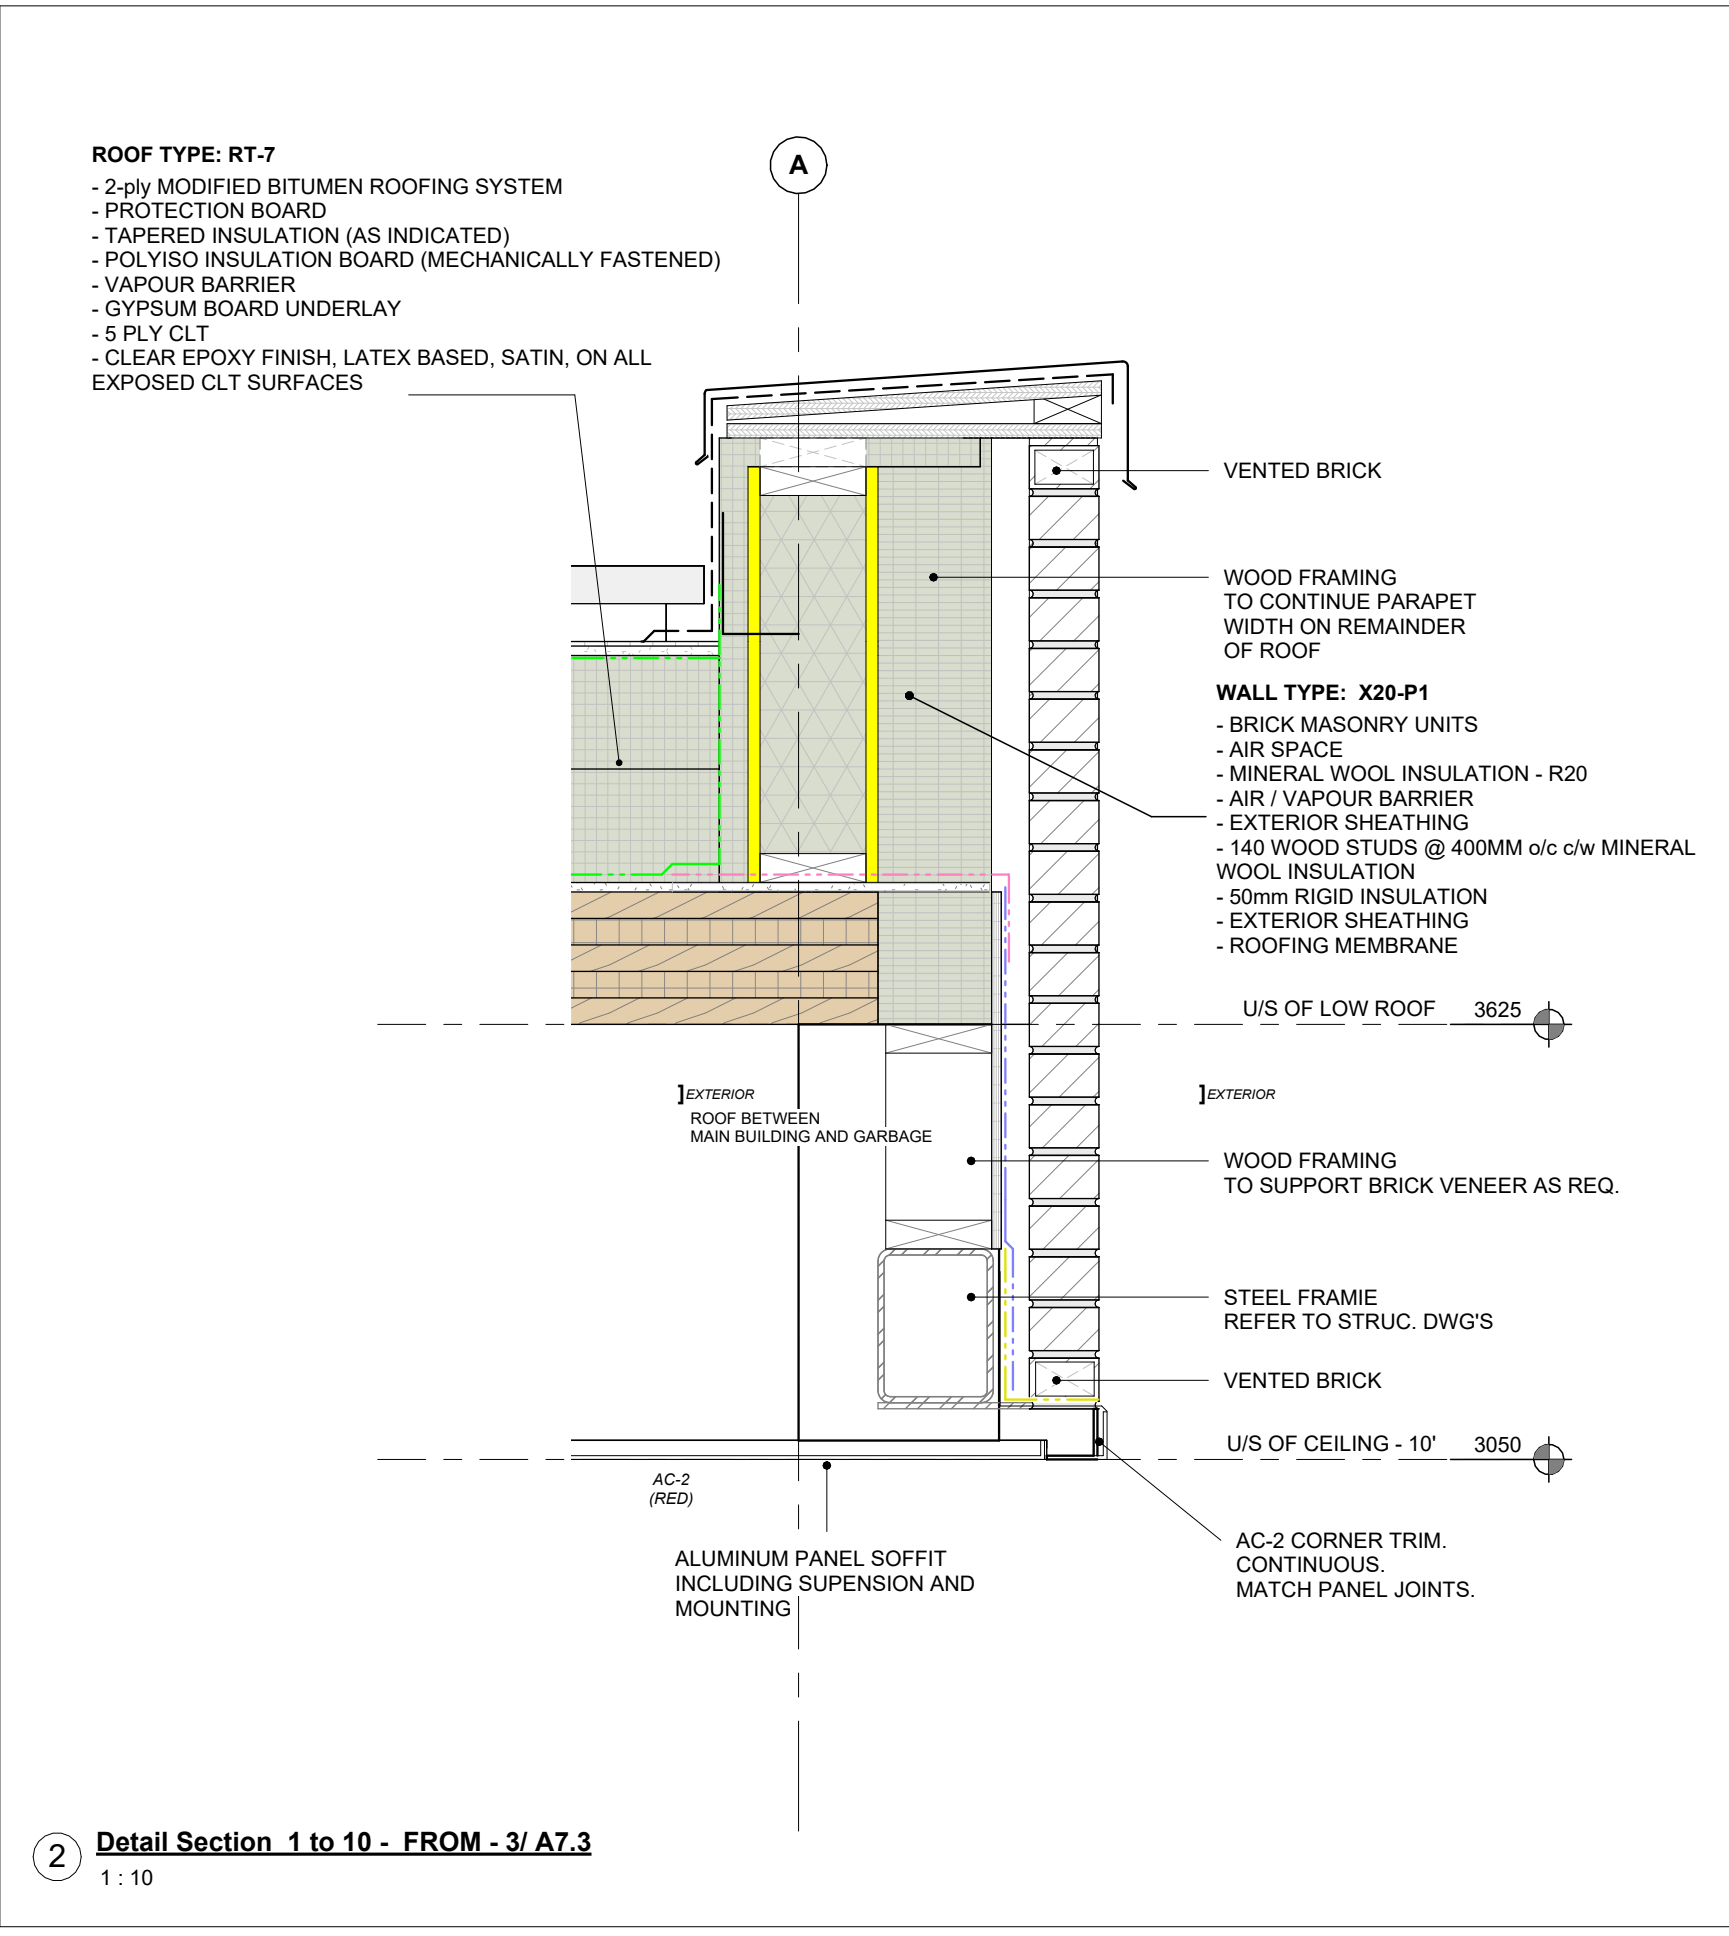 ROOF TYPE: RT-7
- 2-ply MODIFIED BITUMEN ROOFING SYSTEM
- PROTECTION BOARD
- TAPERED INSULATION (AS INDICATED)
- POLYISO INSULATION BOARD (MECHANICALLY FASTENED)
- VAPOUR BARRIER
- GYPSUM BOARD UNDERLAY
- 5 PLY CLT
- CLEAR EPOXY FINISH, LATEX BASED, SATIN, ON ALL
EXPOSED CLT SURFACES
A
VENTED BRICK
WOOD FRAMING
TO CONTINUE PARAPET
WIDTH ON REMAINDER
OF ROOF
WALL TYPE: X20-P1
- BRICK MASONRY UNITS
- AIR SPACE
- MINERAL WOOL INSULATION - R20
- AIR / VAPOUR BARRIER
- EXTERIOR SHEATHING
- 140 WOOD STUDS @ 400MM o/c c/w MINERAL
WOOL INSULATION
- 50mm RIGID INSULATION
- EXTERIOR SHEATHING
- ROOFING MEMBRANE
U/S OF LOW ROOF 3625
]EXTERIOR
ROOF BETWEEN
MAIN BUILDING AND GARBAGE
]EXTERIOR
WOOD FRAMING
TO SUPPORT BRICK VENEER AS REQ.
STEEL FRAMIE
REFER TO STRUC. DWG'S
VENTED BRICK
U/S OF CEILING - 10' 3050
AC-2
(RED)
ALUMINUM PANEL SOFFIT
INCLUDING SUPENSION AND
MOUNTING
AC-2 CORNER TRIM.
CONTINUOUS.
MATCH PANEL JOINTS.
2
Detail Section 1 to 10 - FROM - 3/ A7.3
1 : 10